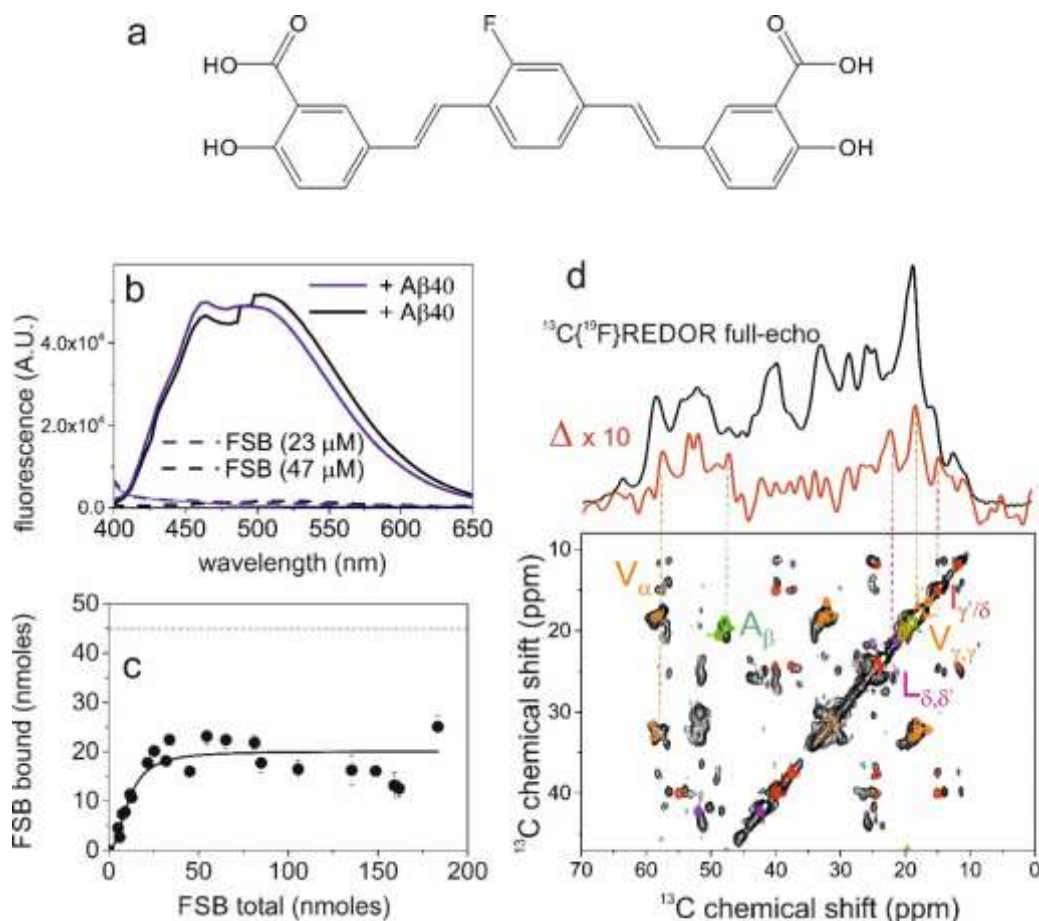 a
F
O
HO
HO
O
OH
OH
b
+ Aβ40
+ Aβ40
FSB (23 μM)
FSB (47 μM)
fluorescence (A.U.)
4.0x10⁶
2.0x10⁶
0.0
400 450 500 550 600 650
wavelength (nm)
c
FSB bound (nmoles)
50
40
30
20
10
0
0 50 100 150 200
FSB total (nmoles)
d
¹³C{¹⁹F}REDOR full-echo
Δ x 10
Vα
Aβ
Iγ'/δ
Vγ,γ'
Lδ,δ'
¹³C chemical shift (ppm)
10
20
30
40
70 60 50 40 30 20 10 0
¹³C chemical shift (ppm)